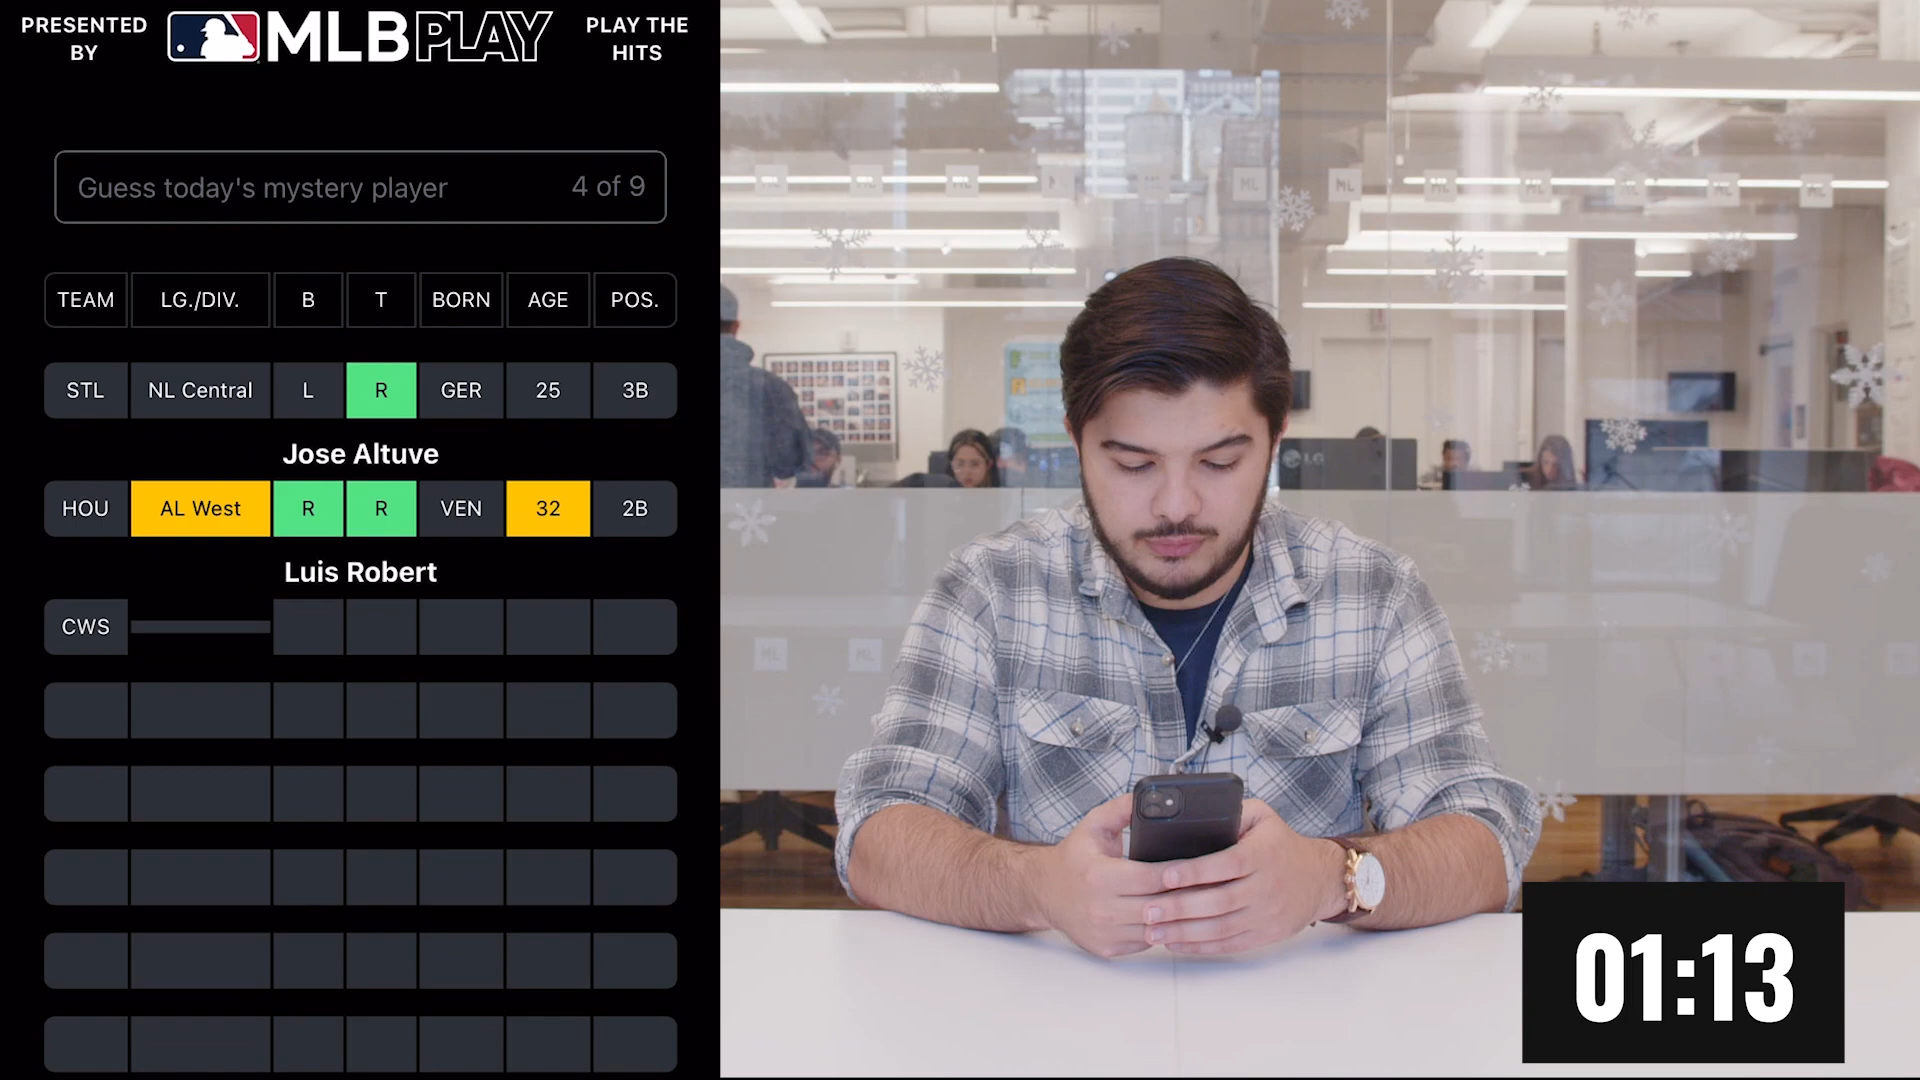 PRESENTED
BY
MLB PLAY
PLAY THE
HITS
Guess today's mystery player 4 of 9
TEAM LG./DIV. B T BORN AGE POS.
STL NL Central L R GER 25 3B
Jose Altuve
HOU AL West R R VEN 32 2B
Luis Robert
CWS
LG
01:13